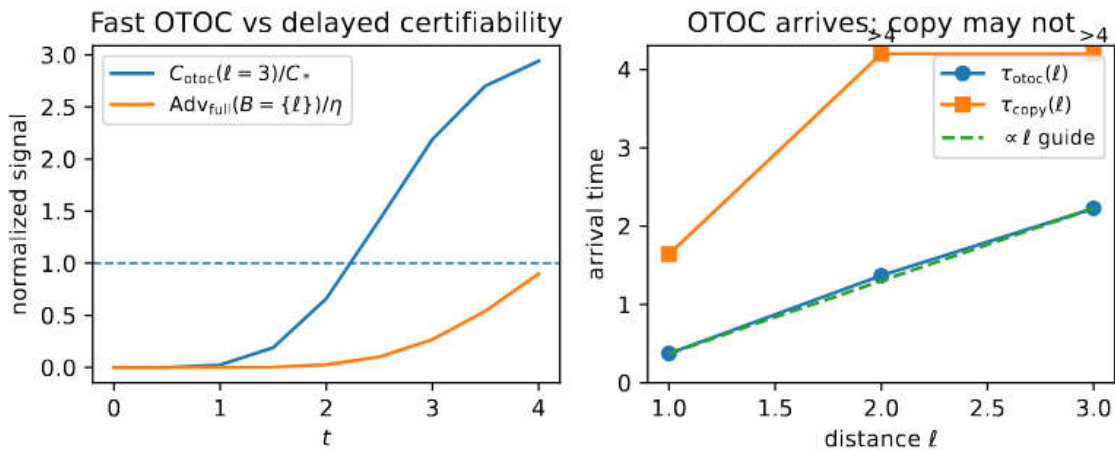 Fast OTOC vs delayed certifiability
3.0
2.5
2.0
1.5
1.0
0.5
0.0
normalized signal
C_otoc(ℓ = 3)/C_*
Adv_full(B = {ℓ})/η
0
1
2
3
4
t
OTOC arrives; copy may not
>4
>4
4
3
2
1
0
arrival time
τ_otoc(ℓ)
τ_copy(ℓ)
∝ ℓ guide
1.0
1.5
2.0
2.5
3.0
distance ℓ